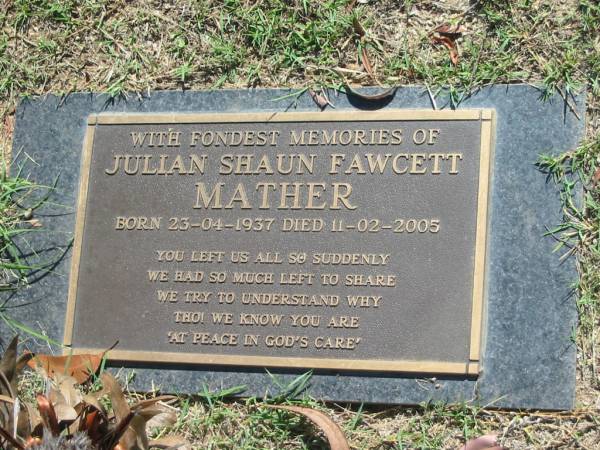 WITH FONDEST MEMORIES OF
JULIAN SHAUN FAWCETT
MATHER
BORN 23-04-1937 DIED 11-02-2005
YOU LEFT US ALL SO SUDDENLY
WE HAD SO MUCH LEFT TO SHARE
WE TRY TO UNDERSTAND WHY
THO! WE KNOW YOU ARE
'AT PEACE IN GOD'S CARE'